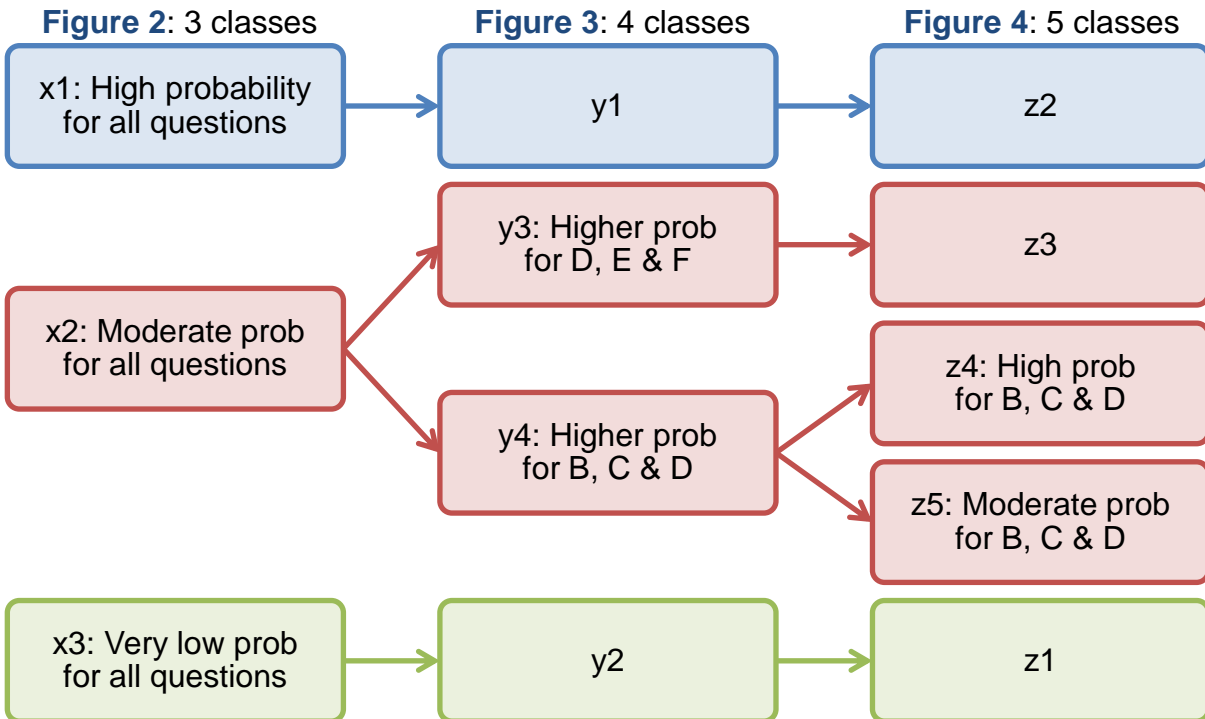 Figure 2: 3 classes
Figure 3: 4 classes
Figure 4: 5 classes
x1: High probability
for all questions
y1
z2
y3: Higher prob
for D, E & F
z3
x2: Moderate prob
for all questions
y4: Higher prob
for B, C & D
z4: High prob
for B, C & D
z5: Moderate prob
for B, C & D
x3: Very low prob
for all questions
y2
z1